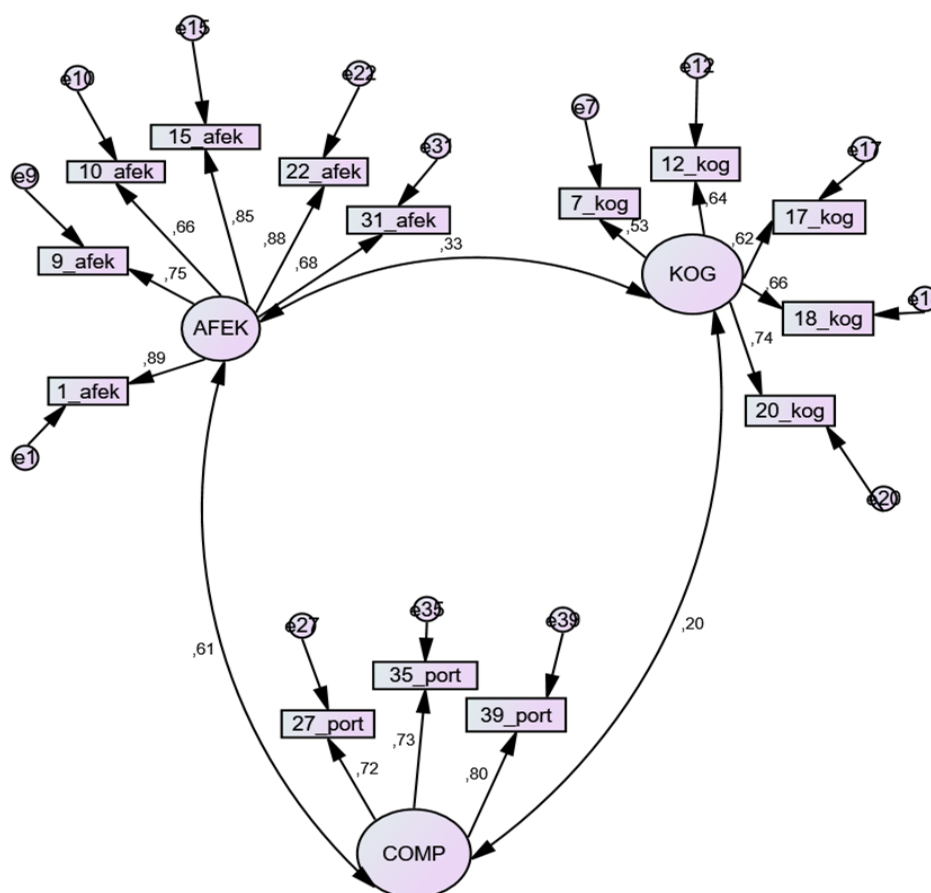 e15
e10
e22
e12
15_afek
e7
e31
e17
10_afek
22_afek
12_kog
e9
31_afek
7_kog
17_kog
,66
,85
,88
,64
,53
,62
9_afek
,75
,68
,33
KOG
,66
e1
AFEK
18_kog
,74
,89
1_afek
20_kog
e1
e20
e35
e39
e27
,61
,20
35_port
27_port
39_port
,73
,72
,80
COMP